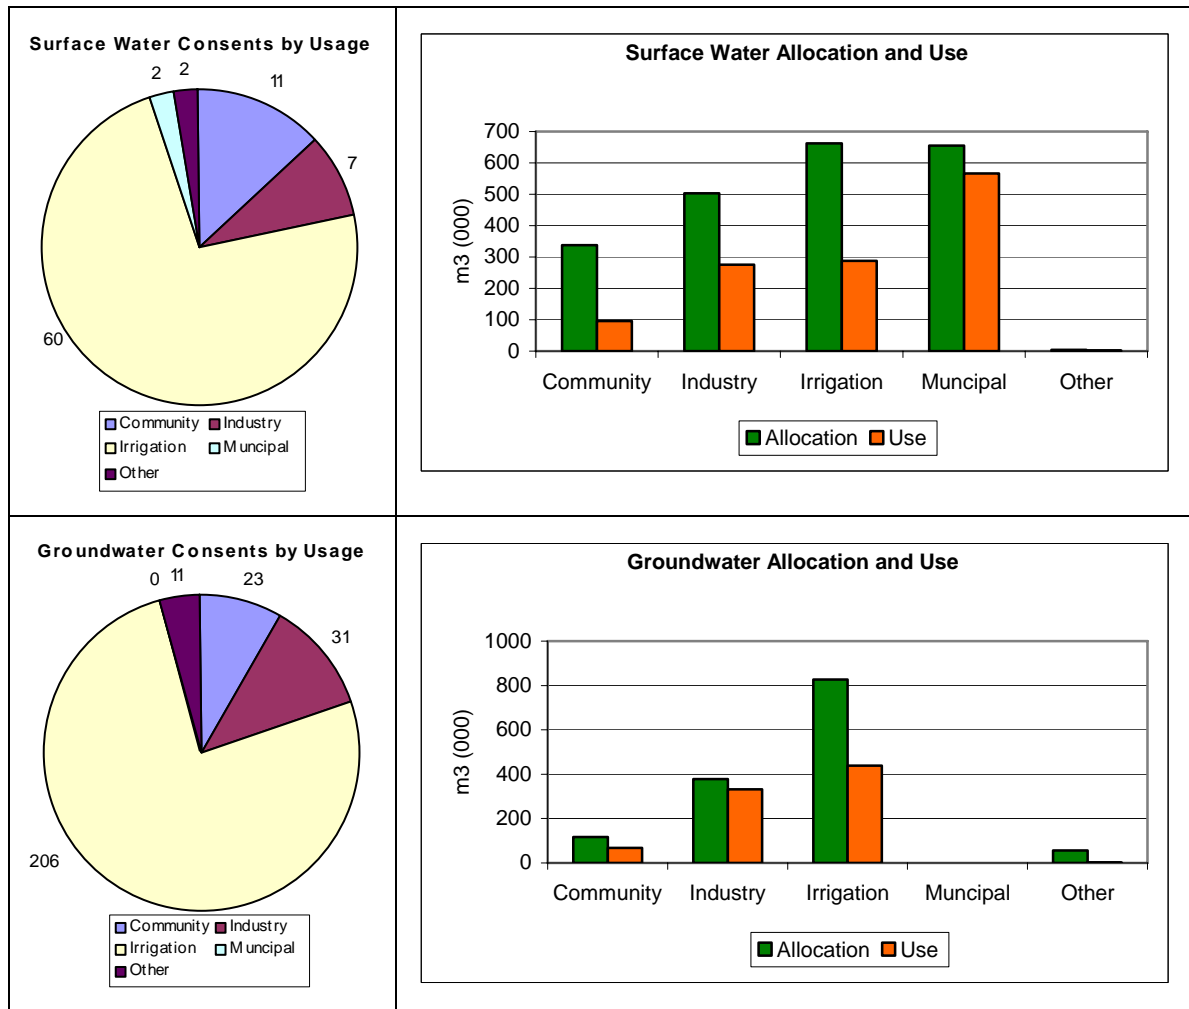 Surface Water Consents by Usage
2 2 11
7
60
Community Industry
Irrigation Muncipal
Other
Surface Water Allocation and Use
700
600
500
400
300
200
100
0
m3 (000)
Community Industry Irrigation Muncipal Other
Allocation Use
Groundwater Consents by Usage
0 11 23
31
206
Community Industry
Irrigation Muncipal
Other
Groundwater Allocation and Use
1000
800
600
400
200
0
m3 (000)
Community Industry Irrigation Muncipal Other
Allocation Use